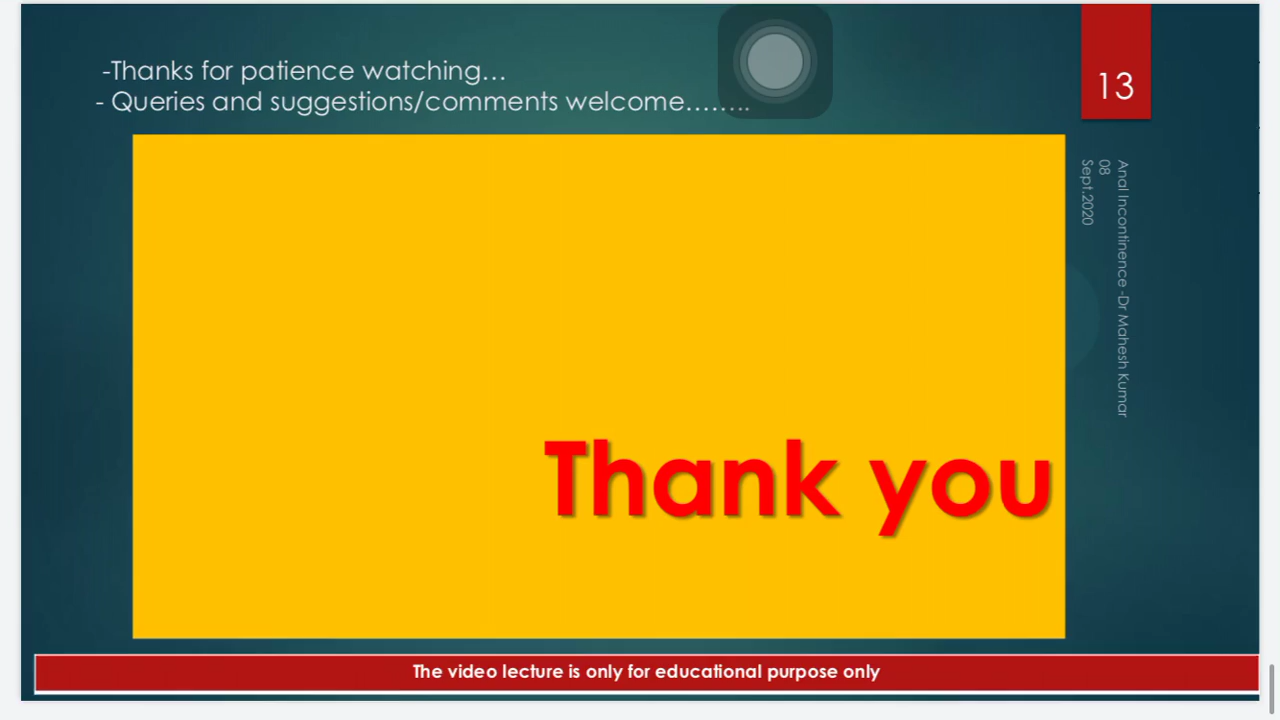 -Thanks for patience watching…
- Queries and suggestions/comments welcome……..
13
Anal Incontinence -Dr Mahesh Kumar
08
Sept.2020
Thank you
The video lecture is only for educational purpose only